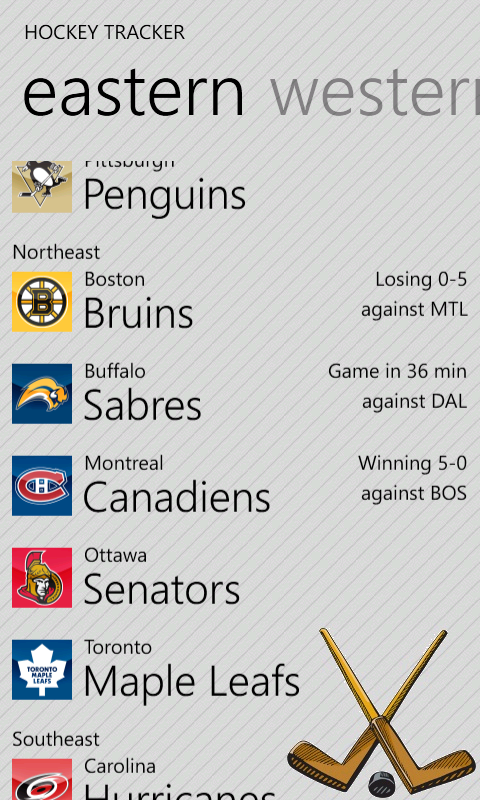 HOCKEY TRACKER
eastern western
Pittsburgh
Penguins
Northeast
Boston
Bruins
Losing 0-5
against MTL
Buffalo
Sabres
Game in 36 min
against DAL
Montreal
Canadiens
Winning 5-0
against BOS
Ottawa
Senators
Toronto
Maple Leafs
TORONTO
MAPLE
LEAFS
Southeast
Carolina
Hurricanes